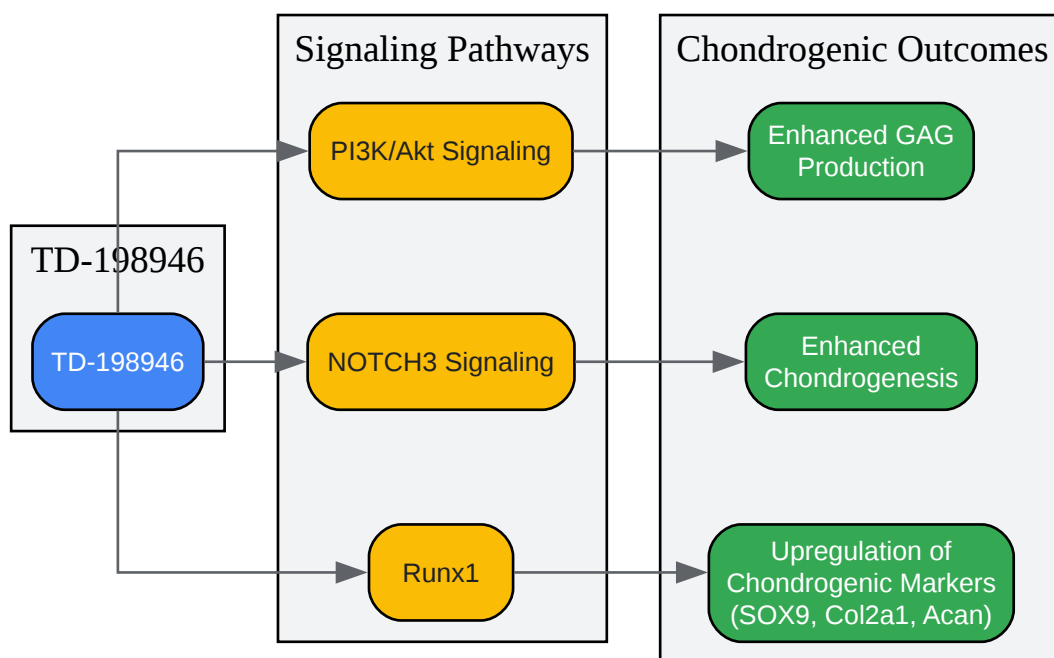 Signaling Pathways
Chondrogenic Outcomes
PI3K/Akt Signaling
Enhanced GAG
Production
TD-198946
TD-198946
NOTCH3 Signaling
Enhanced
Chondrogenesis
Runx1
Upregulation of
Chondrogenic Markers
(SOX9, Col2a1, Acan)